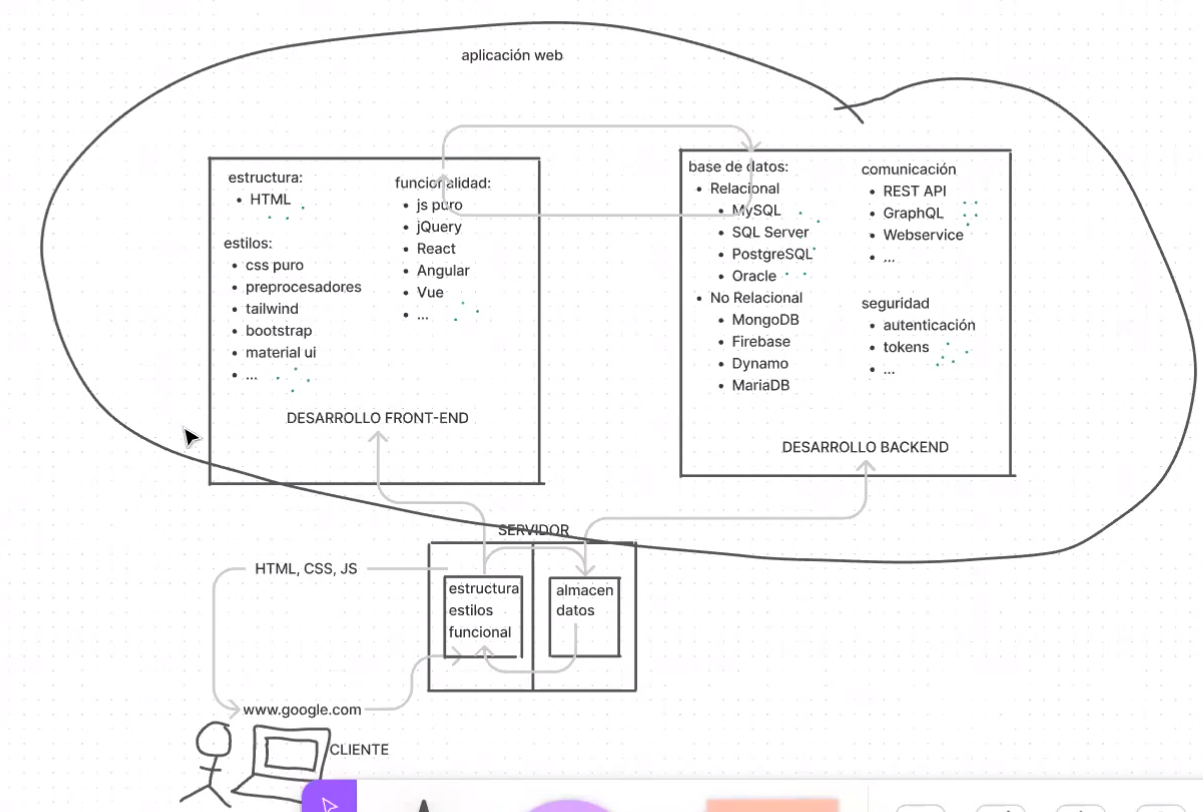 aplicación web
estructura:
• HTML
estilos:
• css puro
• preprocesadores
• tailwind
• bootstrap
• material ui
• ...
funcionalidad:
• js puro
• jQuery
• React
• Angular
• Vue
• ...
DESARROLLO FRONT-END
base de datos:
• Relacional
• MySQL
• SQL Server
• PostgreSQL
• Oracle
• No Relacional
• MongoDB
• Firebase
• Dynamo
• MariaDB
comunicación
• REST API
• GraphQL
• Webservice
• ...
seguridad
• autenticación
• tokens
• ...
DESARROLLO BACKEND
SERVIDOR
HTML, CSS, JS
estructura
estilos
funcional
almacen
datos
www.google.com
CLIENTE